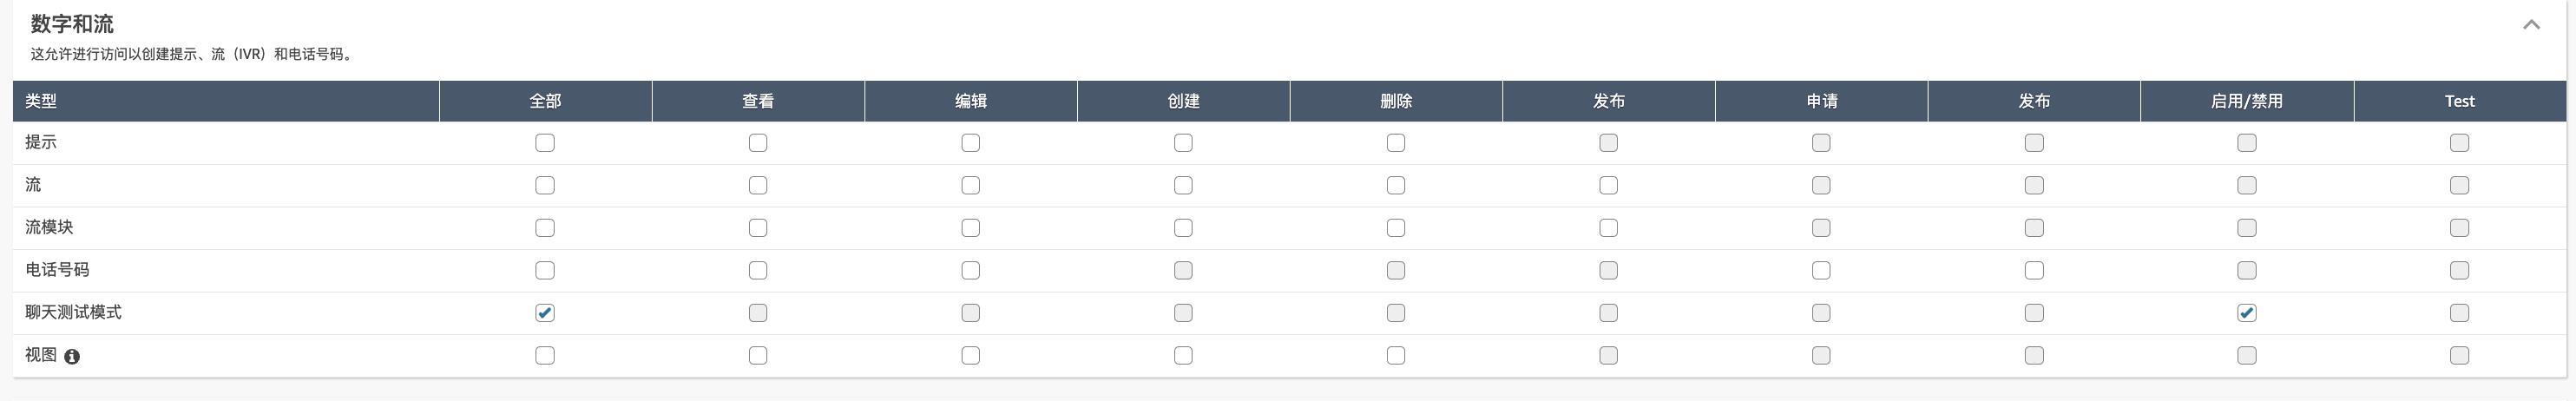 数字和流
这允许进行访问以创建提示、流（IVR）和电话号码。
类型 全部 查看 编辑 创建 删除 发布 申请 发布 启用/禁用 Test
提示
流
流模块
电话号码
聊天测试模式
视图